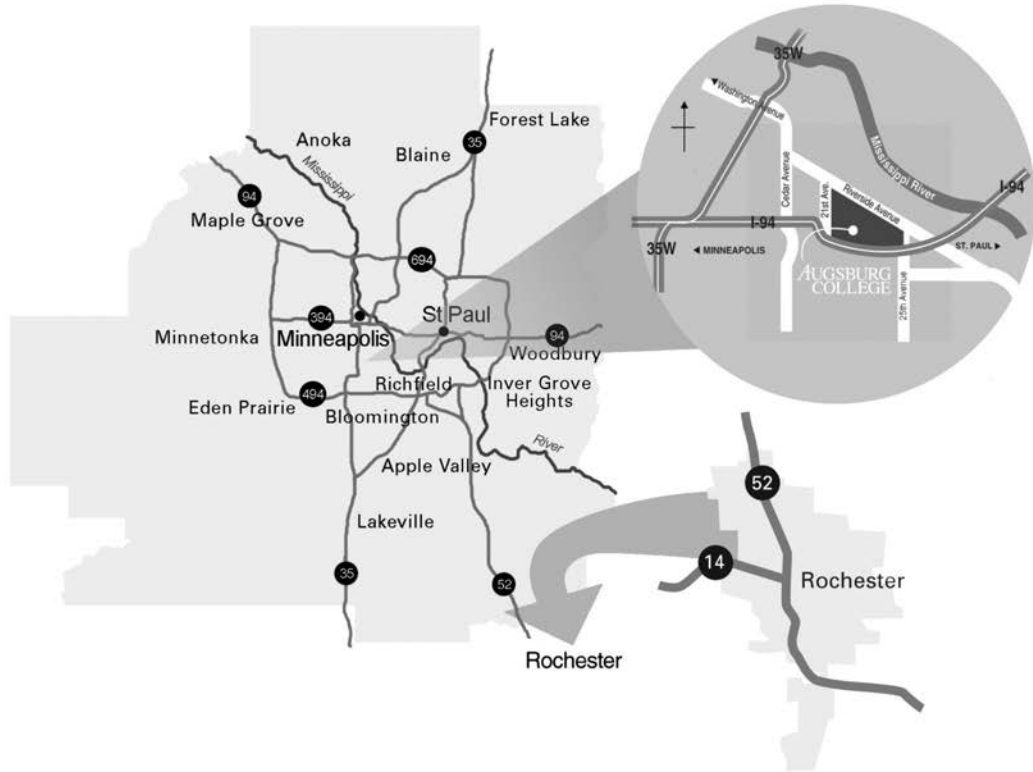 Forest Lake
35
Anoka
Blaine
Mississippi
94
Maple Grove
694
St Paul
394
Minneapolis
Minnetonka
94
Woodbury
Richfield
Inver Grove
Heights
494
Eden Prairie
Bloomington
River
Apple Valley
Lakeville
35
52
Rochester
35W
Washington Avenue
Mississippi River
Cedar Avenue
21st Ave.
Riverside Avenue
I-94
I-94
35W
◄ MINNEAPOLIS
ST. PAUL ►
AUGSBURG
COLLEGE
25th Avenue
52
14
Rochester